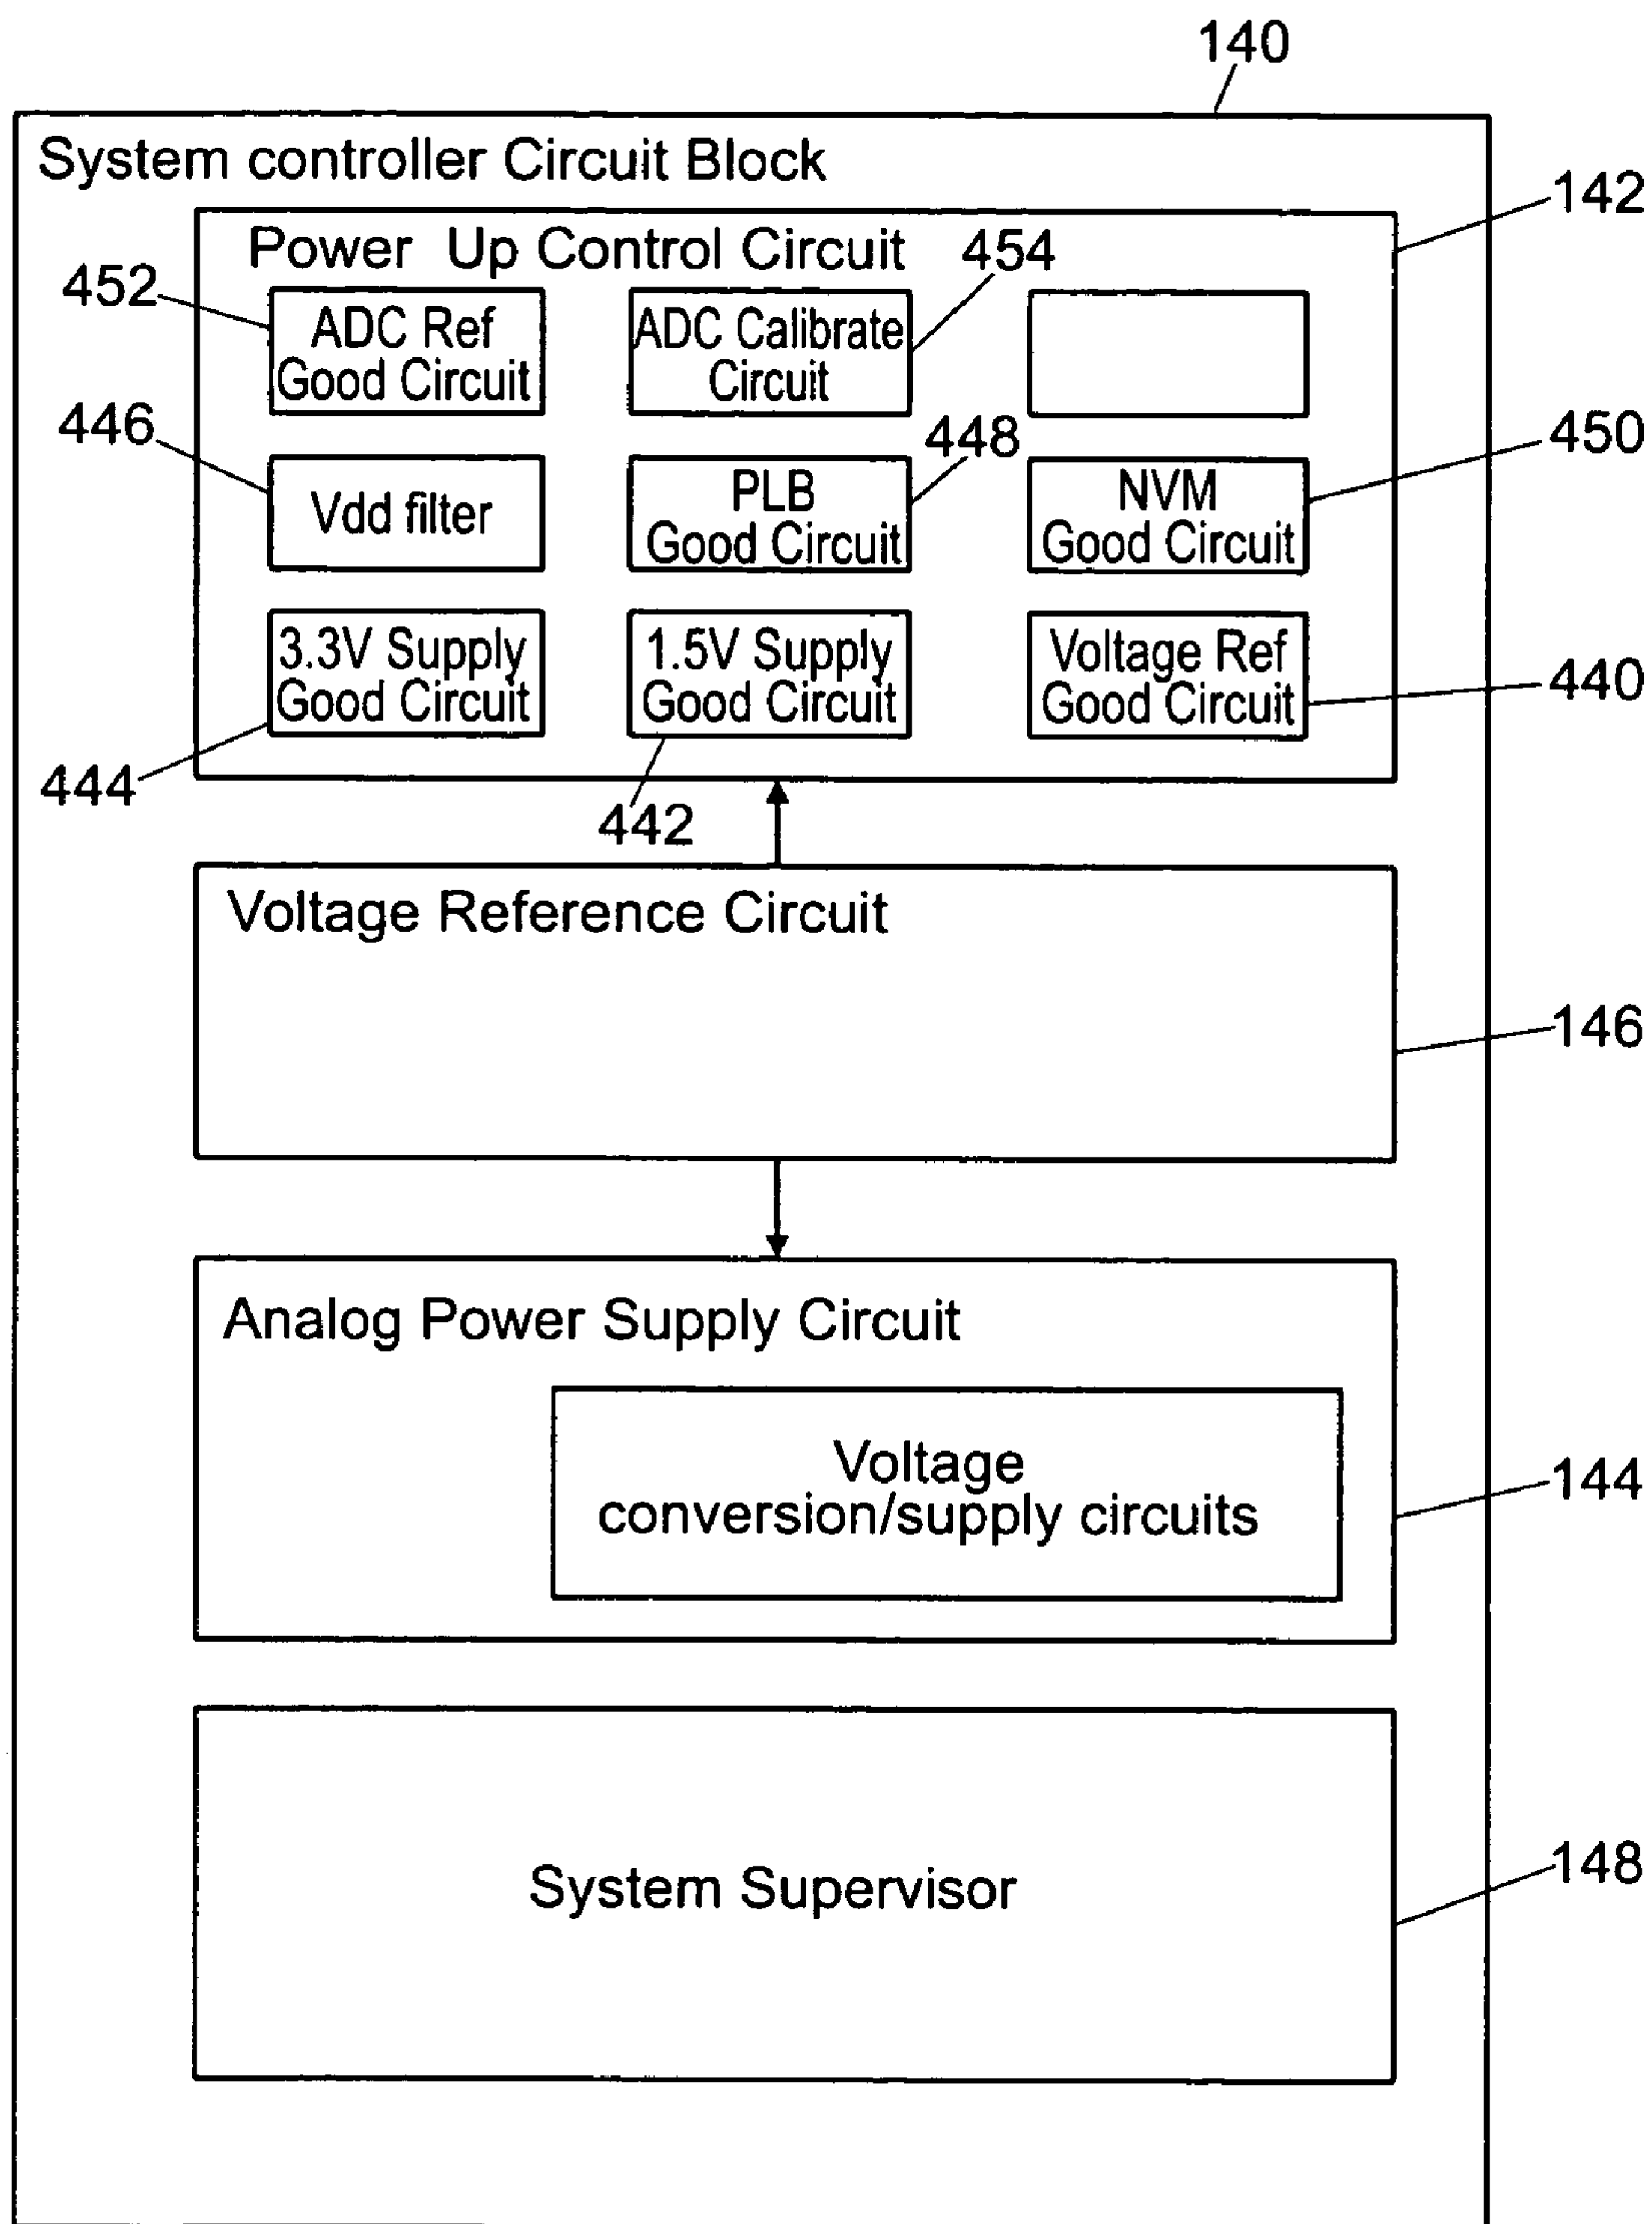 140
System controller Circuit Block
142
Power Up Control Circuit
454
452
ADC Ref
Good Circuit
ADC Calibrate
Circuit
446
448
450
Vdd filter
PLB
Good Circuit
NVM
Good Circuit
3.3V Supply
Good Circuit
1.5V Supply
Good Circuit
Voltage Ref
Good Circuit
440
444
442
Voltage Reference Circuit
146
Analog Power Supply Circuit
Voltage
conversion/supply circuits
144
System Supervisor
148